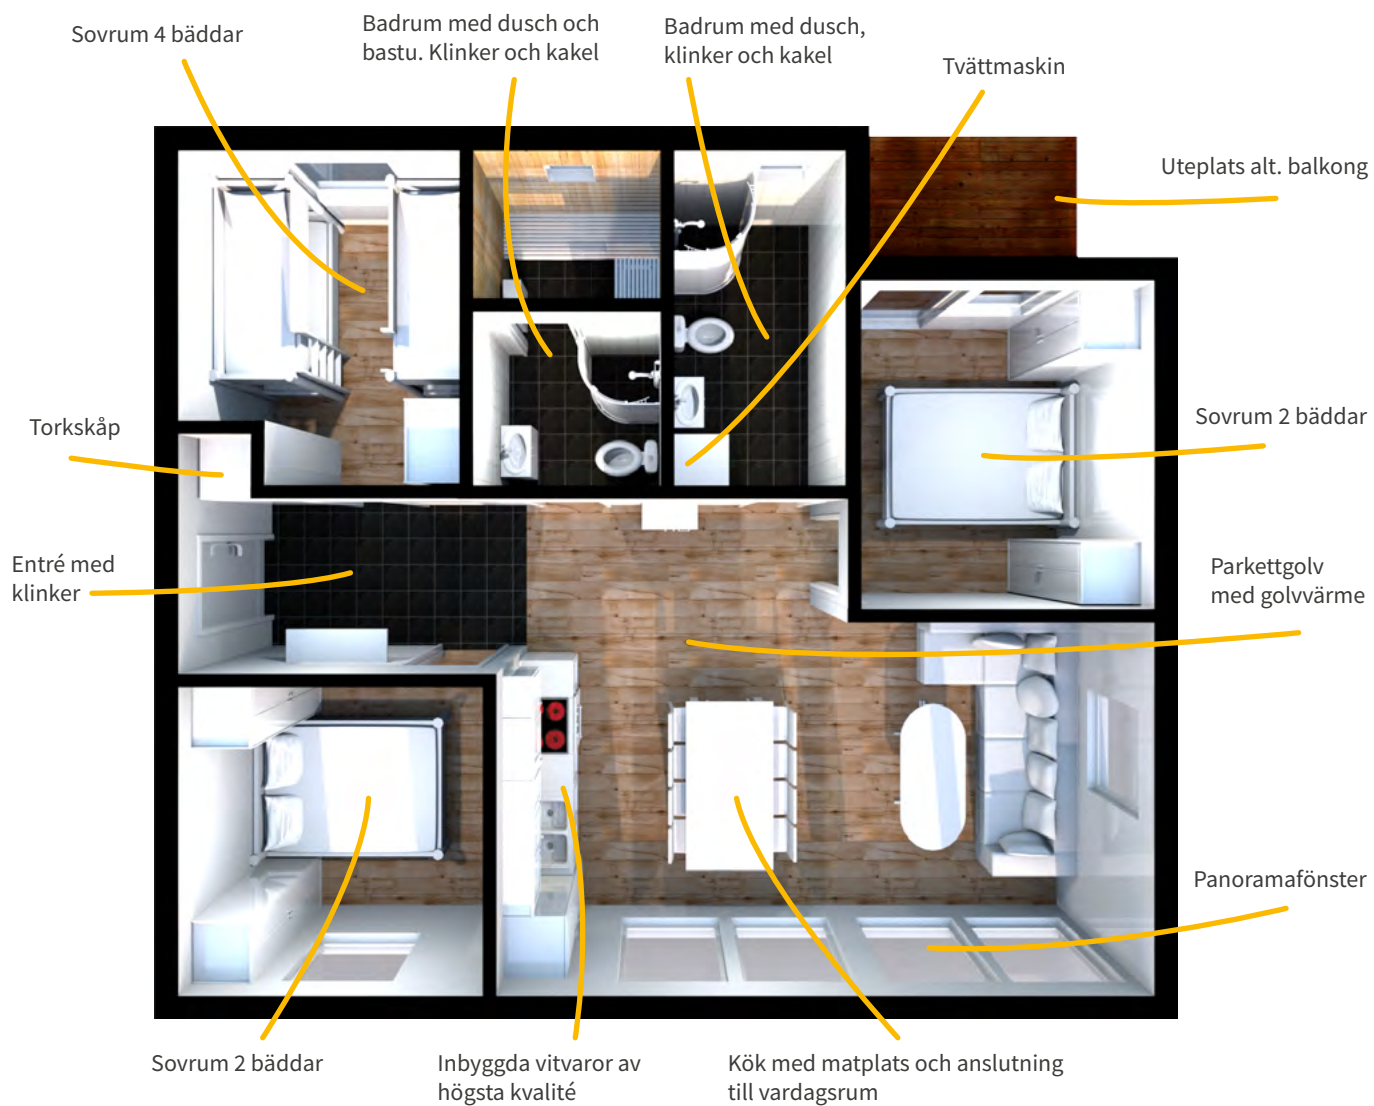 Sovrum 4 bäddar
Badrum med dusch och
bastu. Klinker och kakel
Badrum med dusch,
klinker och kakel
Tvättmaskin
Uteplats alt. balkong
Torkskåp
Sovrum 2 bäddar
Entré med
klinker
Parkettgolv
med golvvärme
Panoramafönster
Sovrum 2 bäddar
Inbyggda vitvaror av
högsta kvalité
Kök med matplats och anslutning
till vardagsrum